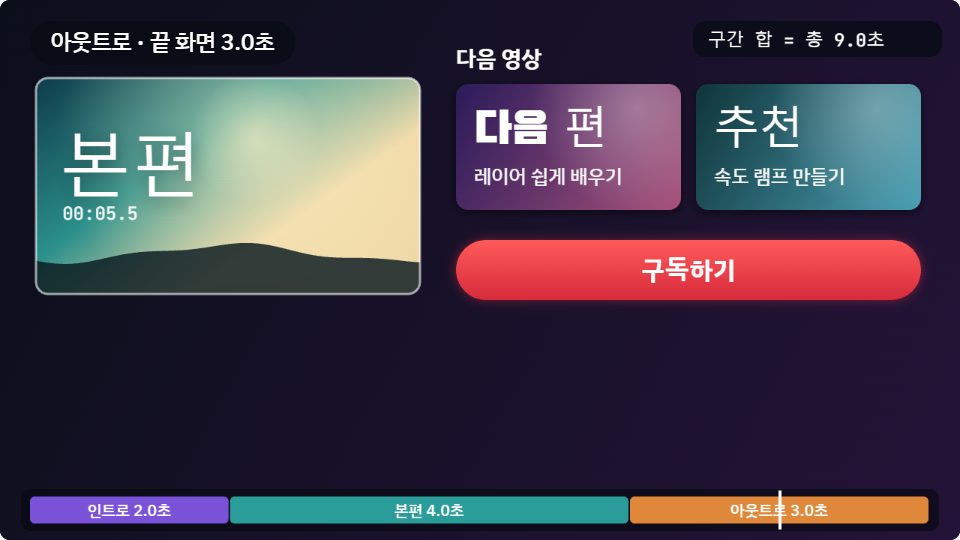 아웃트로 · 끝 화면 3.0초
구간 합 = 총 9.0초
다음 영상
본편
00:05.5
다음 편
레이어 쉽게 배우기
추천
속도 램프 만들기
구독하기
인트로 2.0초
본편 4.0초
아웃트로 3.0초